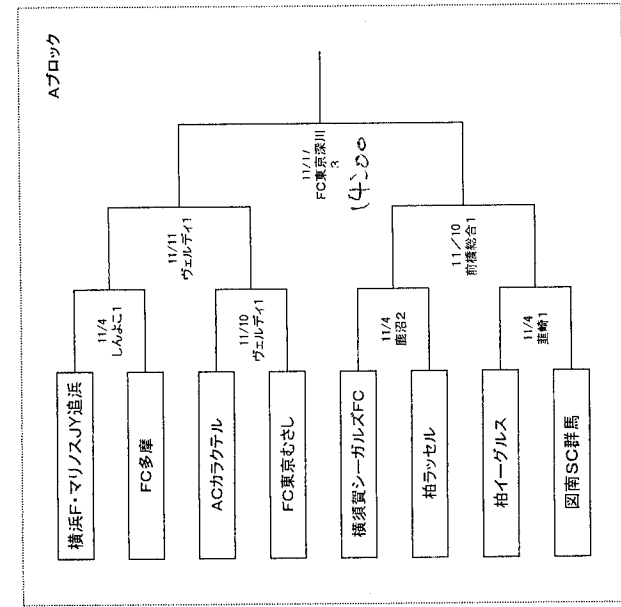 Aブロック
11/17
FC東京深川
3
14:00
11/11
ヴェルディ1
11/10
前橋総合1
11/4
しんよこ1
11/10
ヴェルディ1
11/4
鹿沼2
11/4
韮崎1
横浜F・マリノスJY追浜
FC多摩
ACカラクテル
FC東京むさし
横須賀シーガルズFC
柏ラッセル
柏イーグルス
図南SC群馬